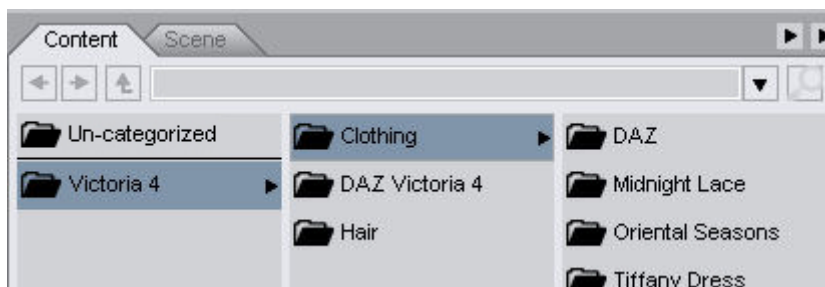 Content Scene
Un-categorized Clothing DAZ
Victoria 4 DAZ Victoria 4 Midnight Lace
Hair Oriental Seasons
Tiffany Dress